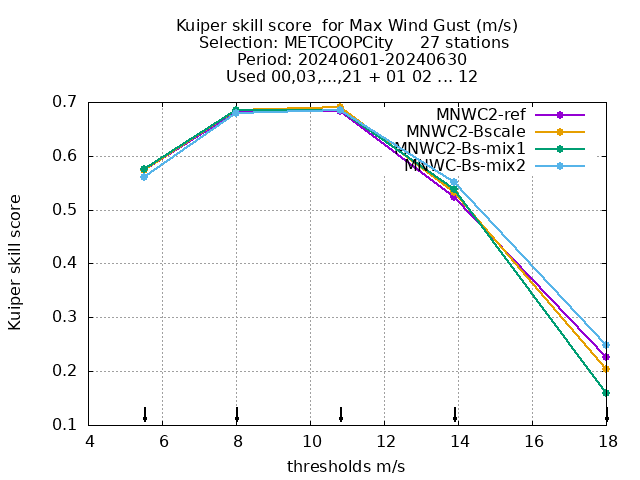 Kuiper skill score  for Max Wind Gust (m/s)
Selection: METCOOPCity     27 stations
Period: 20240601-20240630
Used 00,03,...,21 + 01 02 ... 12
MNWC2-ref
MNWC2-Bscale
MNWC2-Bs-mix1
MNWC-Bs-mix2
0.7
0.6
0.5
0.4
0.3
0.2
0.1
Kuiper skill score
4 6 8 10 12 14 16 18
thresholds m/s